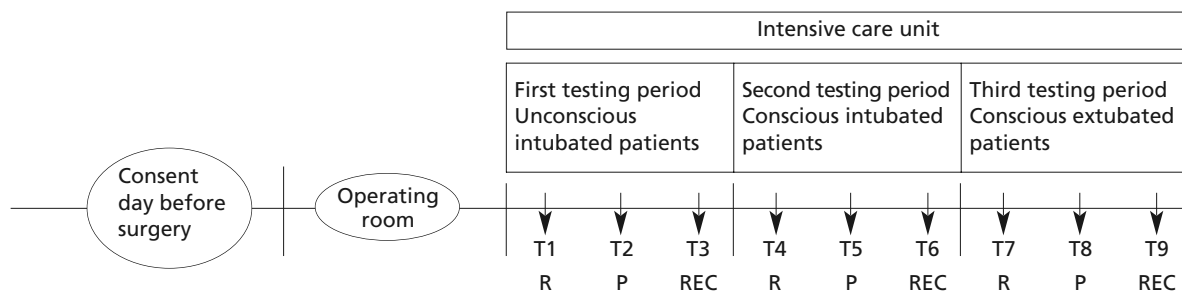 Intensive care unit
First testing period
Unconscious
intubated patients
Second testing period
Conscious intubated
patients
Third testing period
Conscious extubated
patients
Consent
day before
surgery
Operating
room
T1 T2 T3 T4 T5 T6 T7 T8 T9
R P REC R P REC R P REC